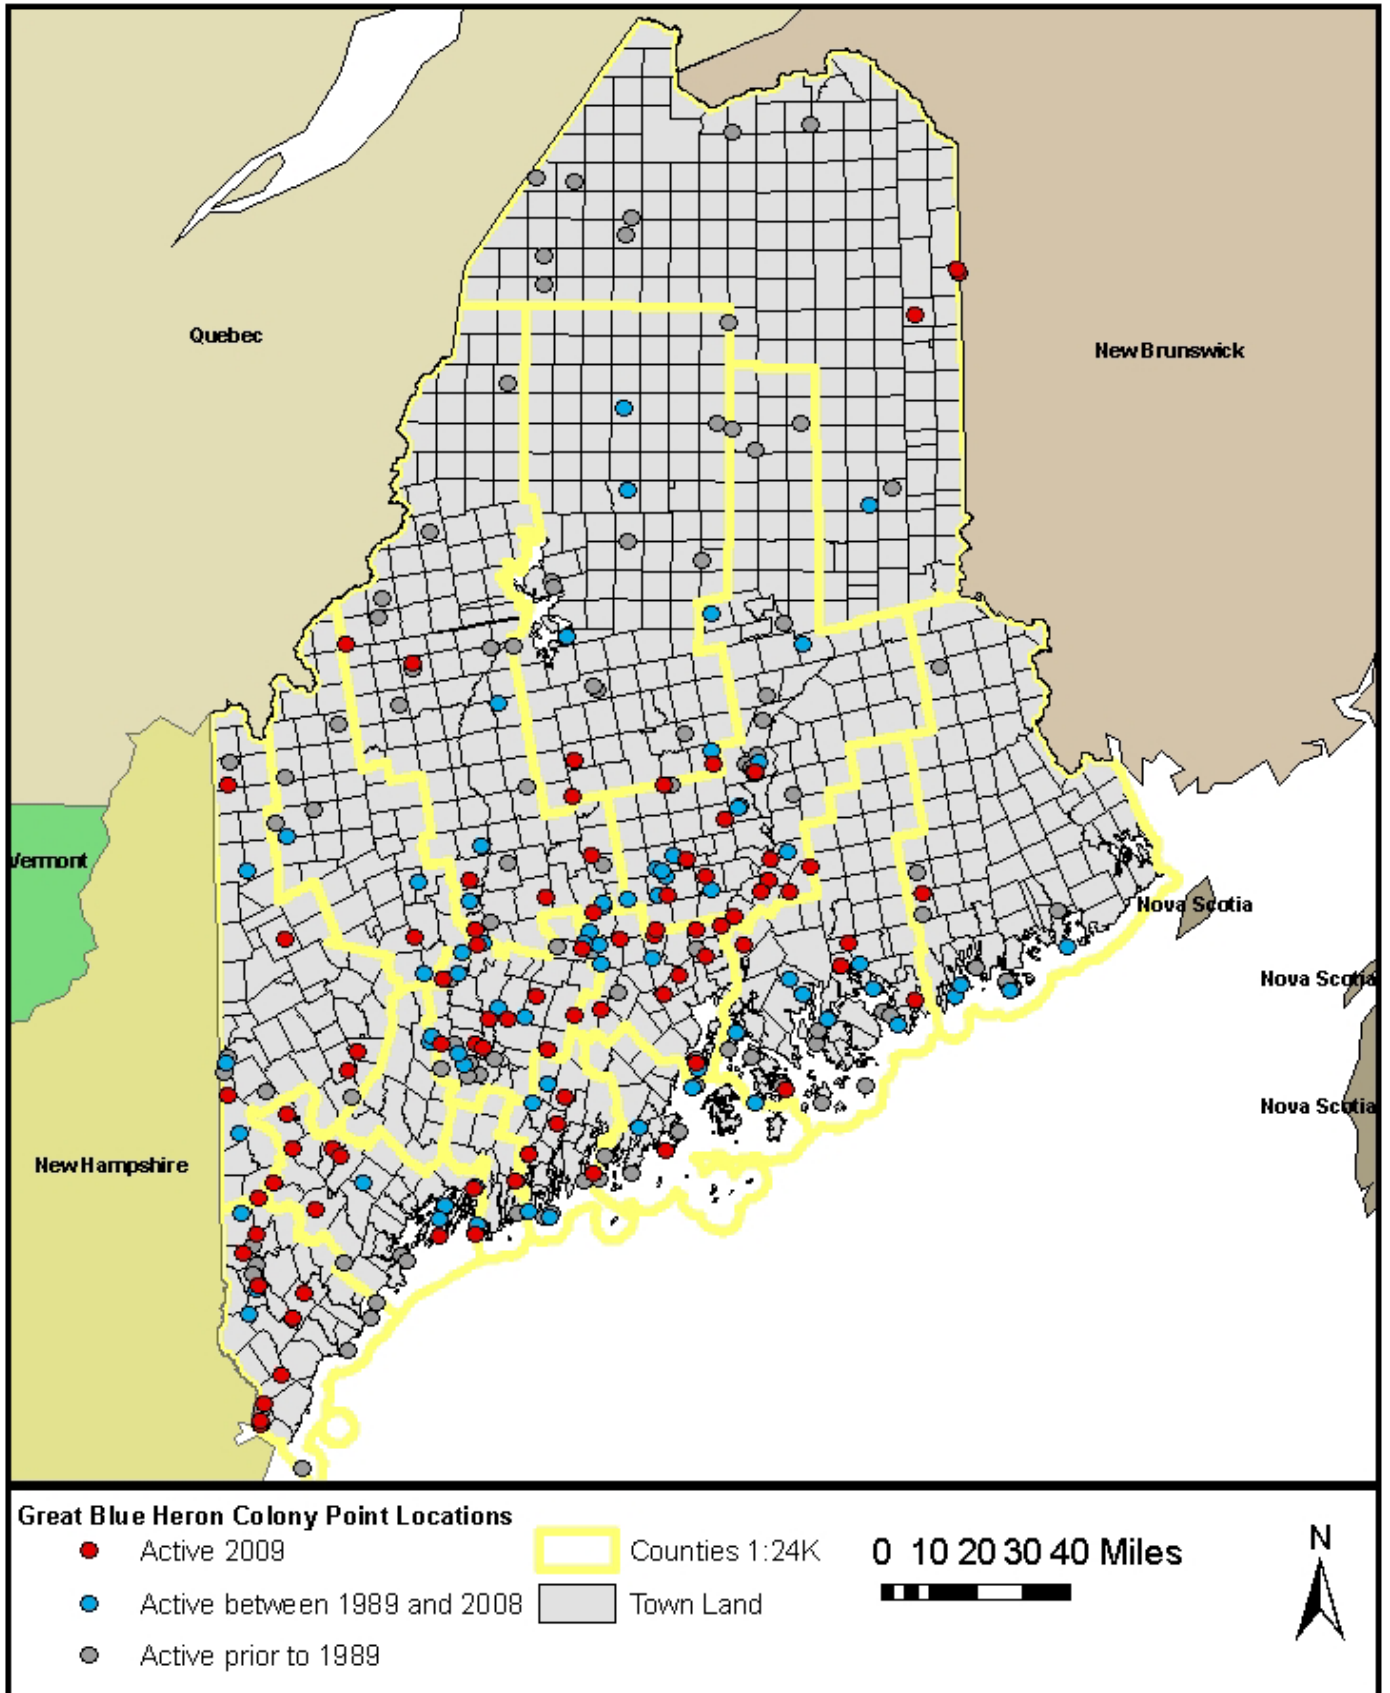 Quebec
New Brunswick
Vermont
Nova Scotia
Nova Scotia
Nova Scotia
New Hampshire
Great Blue Heron Colony Point Locations
Active 2009
Active between 1989 and 2008
Active prior to 1989
Counties 1:24K
Town Land
0 10 20 30 40 Miles
N